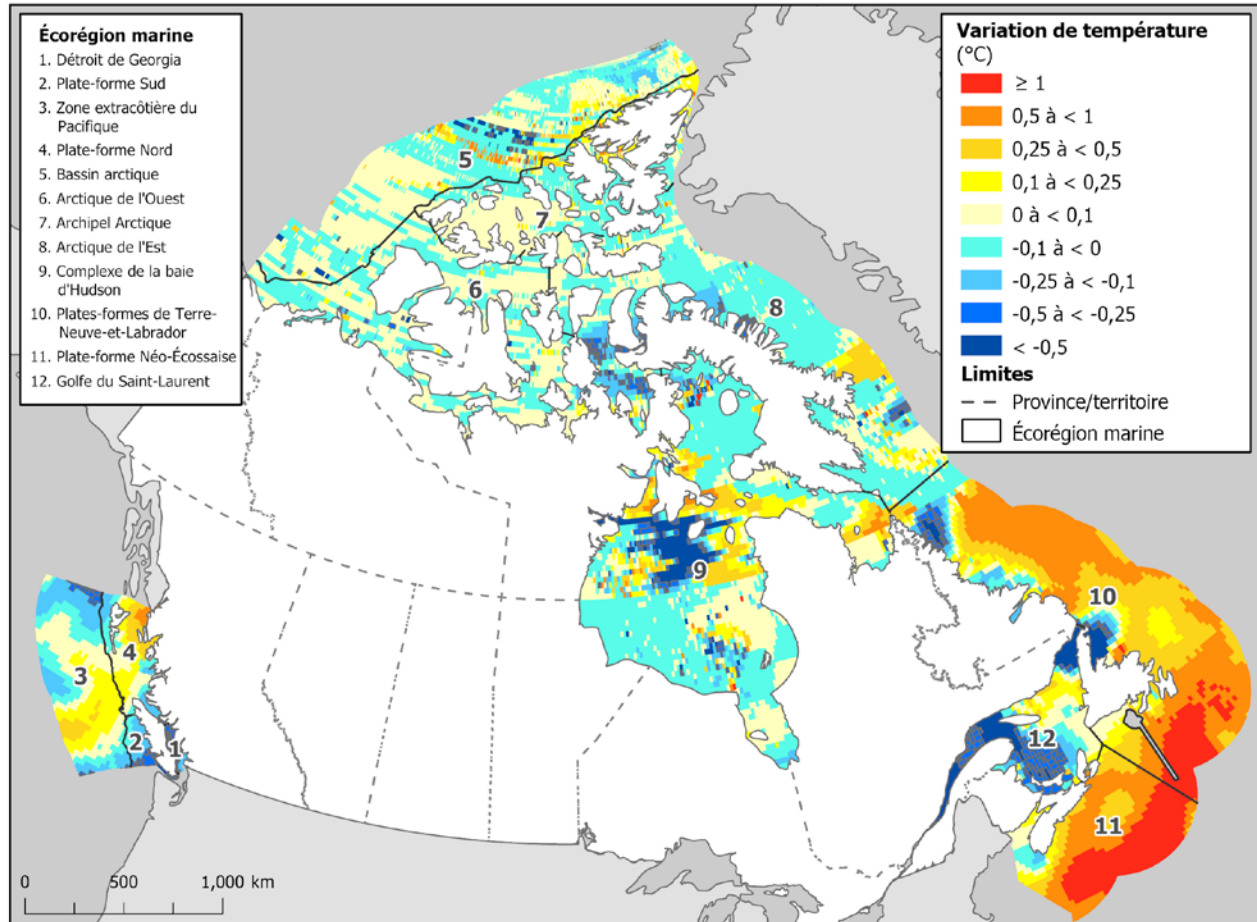 Écorégion marine
1. Détroit de Georgia
2. Plate-forme Sud
3. Zone extracôtière du
Pacifique
4. Plate-forme Nord
5. Bassin arctique
6. Arctique de l'Ouest
7. Archipel Arctique
8. Arctique de l'Est
9. Complexe de la baie
d'Hudson
10. Plates-formes de Terre-
Neuve-et-Labrador
11. Plate-forme Néo-Écossaise
12. Golfe du Saint-Laurent
Variation de température
(°C)
≥ 1
0,5 à < 1
0,25 à < 0,5
0,1 à < 0,25
0 à < 0,1
-0,1 à < 0
-0,25 à < -0,1
-0,5 à < -0,25
< -0,5
Limites
Province/territoire
Écorégion marine
5
7
6
8
9
10
3
4
2
1
12
11
0 500 1,000 km